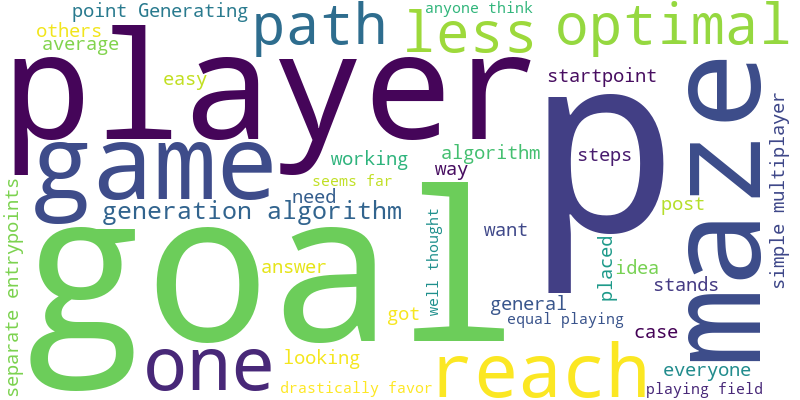 point Generating
anyone think
others
path
less
optimal
average
player
easy
startpoint
p
maze
game
working
algorithm
steps
way
seems far
need
generation algorithm
post
simple multiplayer
separate entrypoints
goal
well thought
want
placed
idea
answer
stands
general
got
equal playing
case
one
looking
reach
everyone
drastically favor
playing field